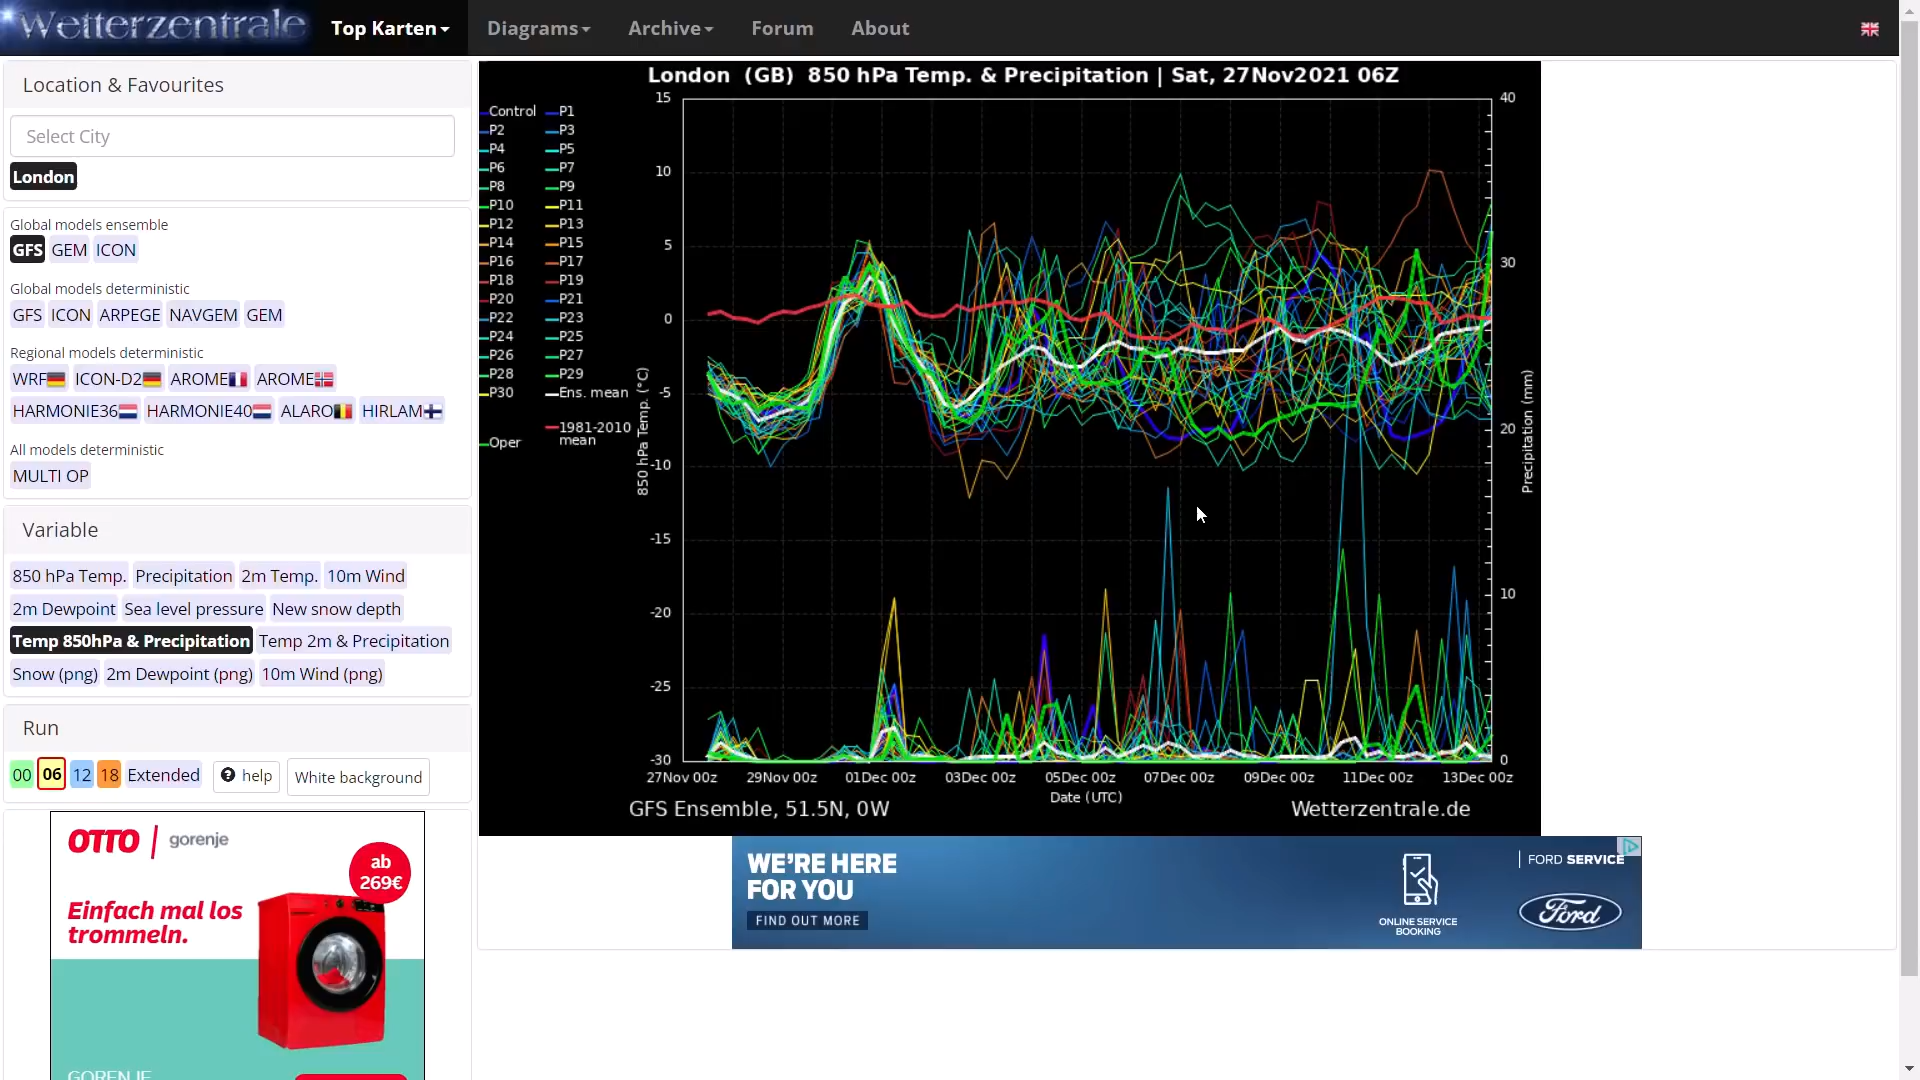 Wetterzentrale
Top Karten
Diagrams
Archive
Forum
About
Location & Favourites
Select City
London
Global models ensemble
GFS GEM ICON
Global models deterministic
GFS ICON ARPEGE NAVGEM GEM
Regional models deterministic
WRF ICON-D2 AROME AROME
HARMONIE36 HARMONIE40 ALARO HIRLAM
All models deterministic
MULTI OP
Variable
850 hPa Temp. Precipitation 2m Temp. 10m Wind
2m Dewpoint Sea level pressure New snow depth
Temp 850hPa & Precipitation Temp 2m & Precipitation
Snow (png) 2m Dewpoint (png) 10m Wind (png)
Run
00 06 12 18 Extended help White background
London (GB) 850 hPa Temp. & Precipitation | Sat, 27Nov2021 06Z
Control P1
P2 P3
P4 P5
P6 P7
P8 P9
P10 P11
P12 P13
P14 P15
P16 P17
P18 P19
P20 P21
P22 P23
P24 P25
P26 P27
P28 P29
P30 Ens. mean
1981-2010
mean
Oper
850 hPa Temp. (°C)
15
10
5
0
-5
-10
-15
-20
-25
-30
40
30
20
10
0
Precipitation (mm)
27Nov 00z 29Nov 00z 01Dec 00z 03Dec 00z 05Dec 00z 07Dec 00z 09Dec 00z 11Dec 00z 13Dec 00z
Date (UTC)
GFS Ensemble, 51.5N, 0W
Wetterzentrale.de
OTTO | gorenje
ab
269€
Einfach mal los
trommeln.
GORENJE
WE'RE HERE
FOR YOU
FIND OUT MORE
ONLINE SERVICE
BOOKING
FORD SERVICE
Ford